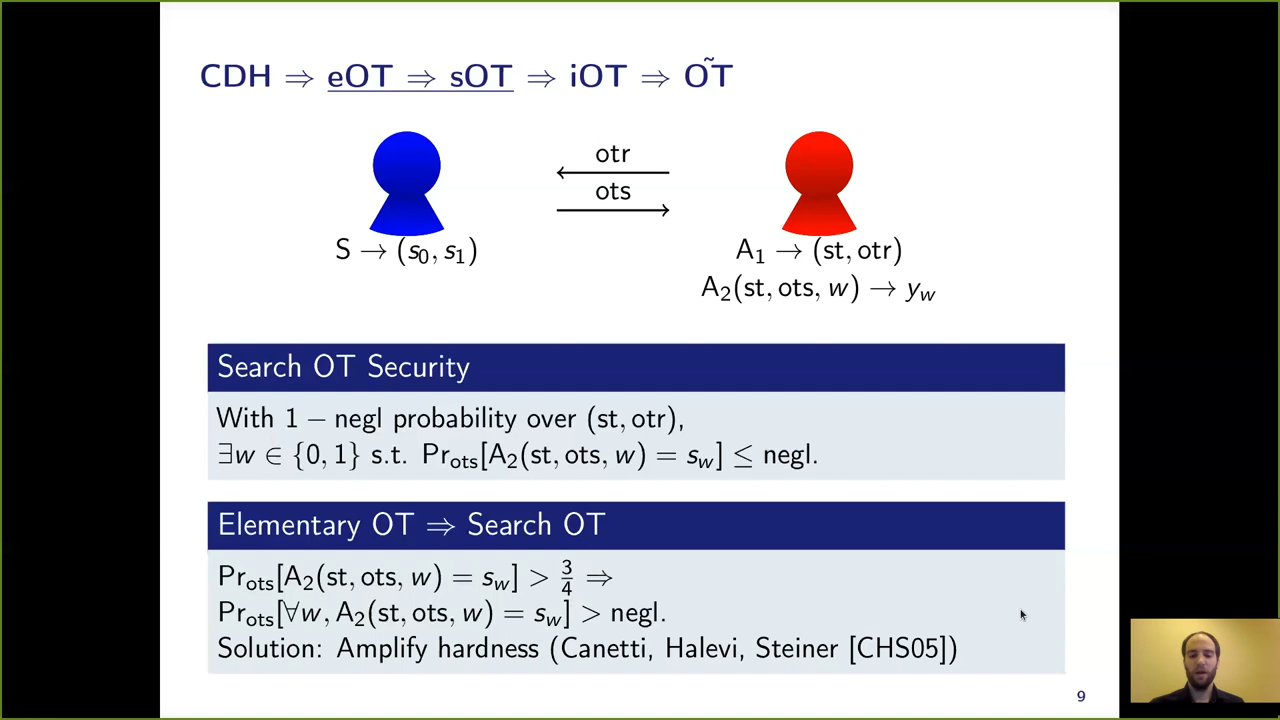 CDH ⇒ eOT ⇒ sOT ⇒ iOT ⇒ OT̃
otr
ots
S → (s₀, s₁)
A₁ → (st, otr)
A₂(st, ots, w) → y_w
Search OT Security
With 1 − negl probability over (st, otr),
∃w ∈ {0, 1} s.t. Pr_ots[A₂(st, ots, w) = s_w] ≤ negl.
Elementary OT ⇒ Search OT
Pr_ots[A₂(st, ots, w) = s_w] > 3/4 ⇒
Pr_ots[∀w, A₂(st, ots, w) = s_w] > negl.
Solution: Amplify hardness (Canetti, Halevi, Steiner [CHS05])
9